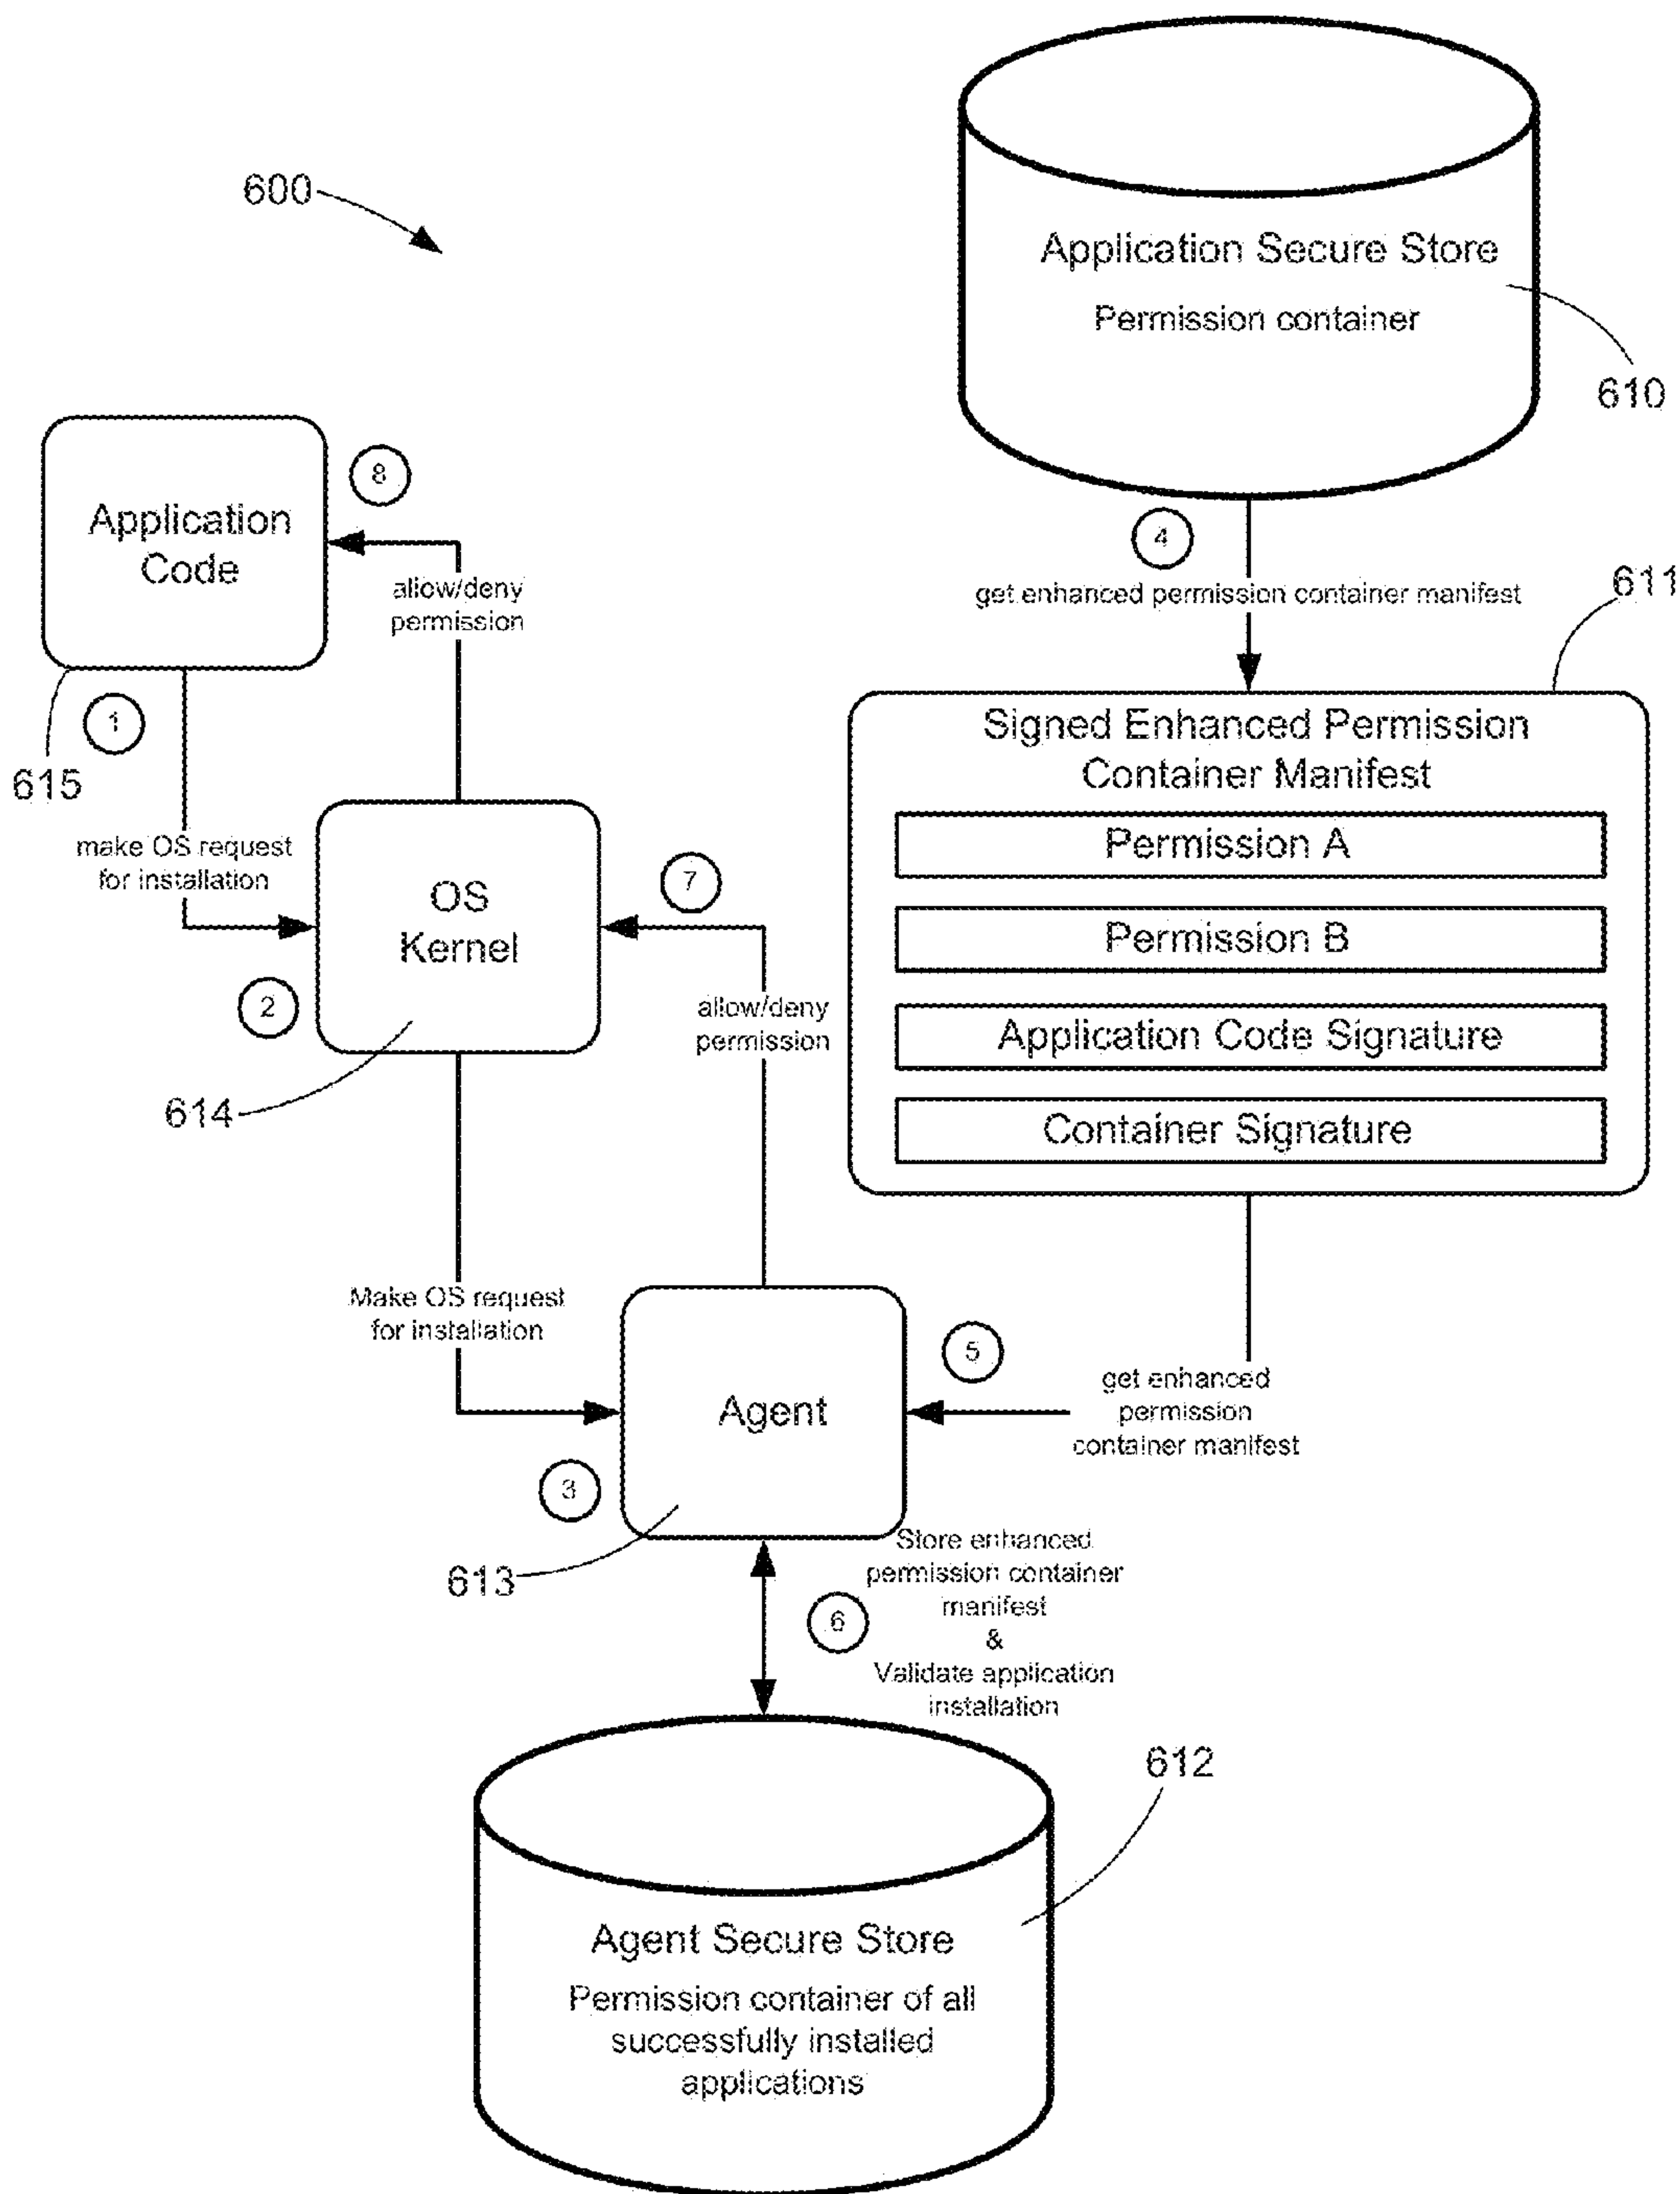 600
Application Secure Store
Permission container
610
Application
Code
8
allow/deny
permission
4
get enhanced permission container manifest
611
615
1
make OS request
for installation
Signed Enhanced Permission
Container Manifest
Permission A
Permission B
Application Code Signature
Container Signature
OS
Kernel
2
614
7
allow/deny
permission
Make OS request
for installation
Agent
3
613
5
get enhanced
permission
container manifest
6
Store enhanced
permission container
manifest
&
Validate application
installation
612
Agent Secure Store
Permission container of all
successfully installed
applications